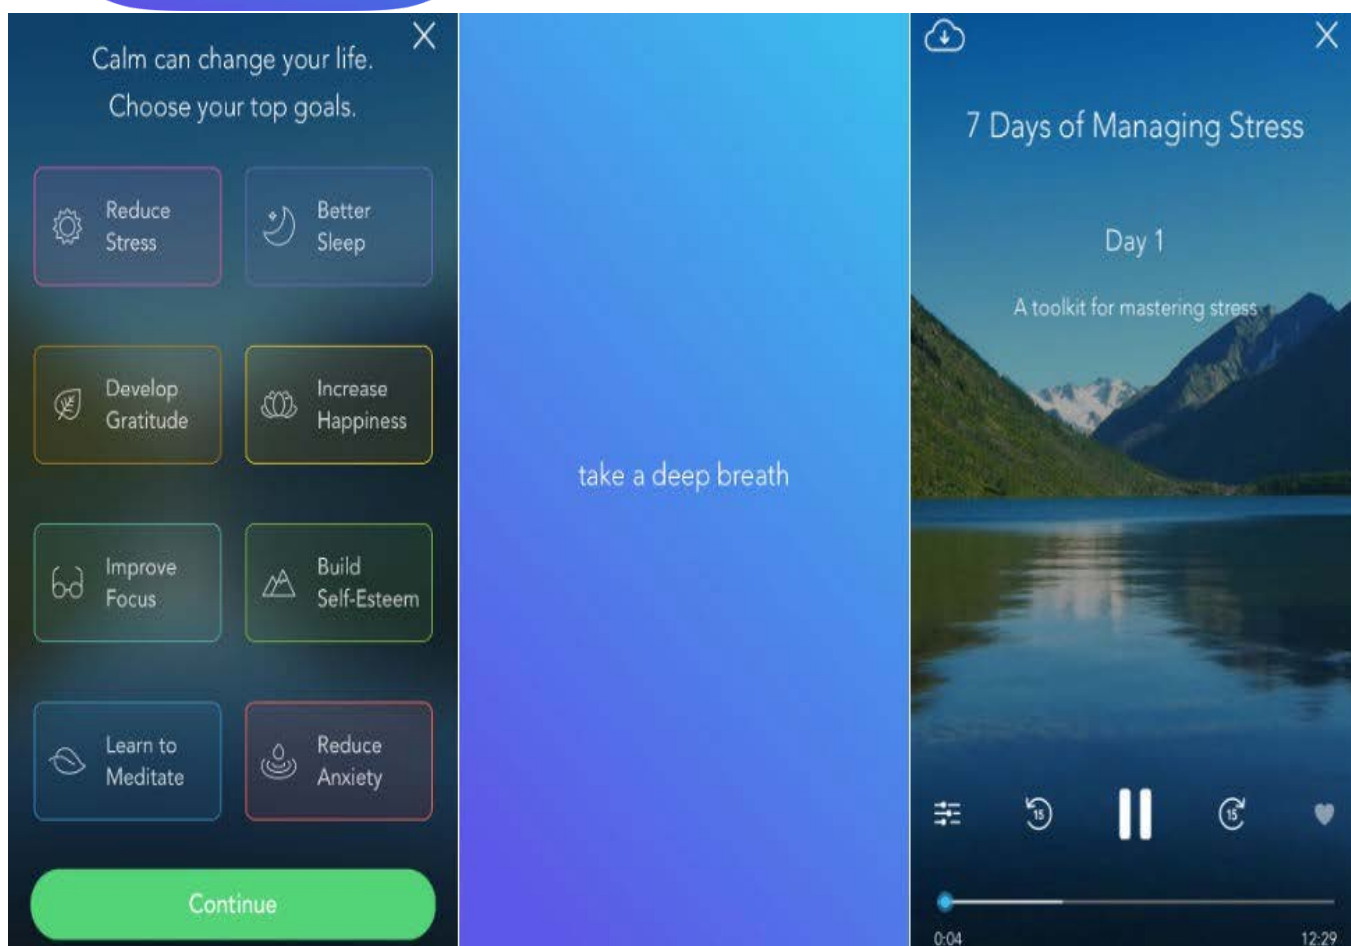 Calm can change your life.
Choose your top goals.
Reduce
Stress
Better
Sleep
Develop
Gratitude
Increase
Happiness
Improve
Focus
Build
Self-Esteem
Learn to
Meditate
Reduce
Anxiety
Continue
take a deep breath
7 Days of Managing Stress
Day 1
A toolkit for mastering stress
15
15
0:04
12:29